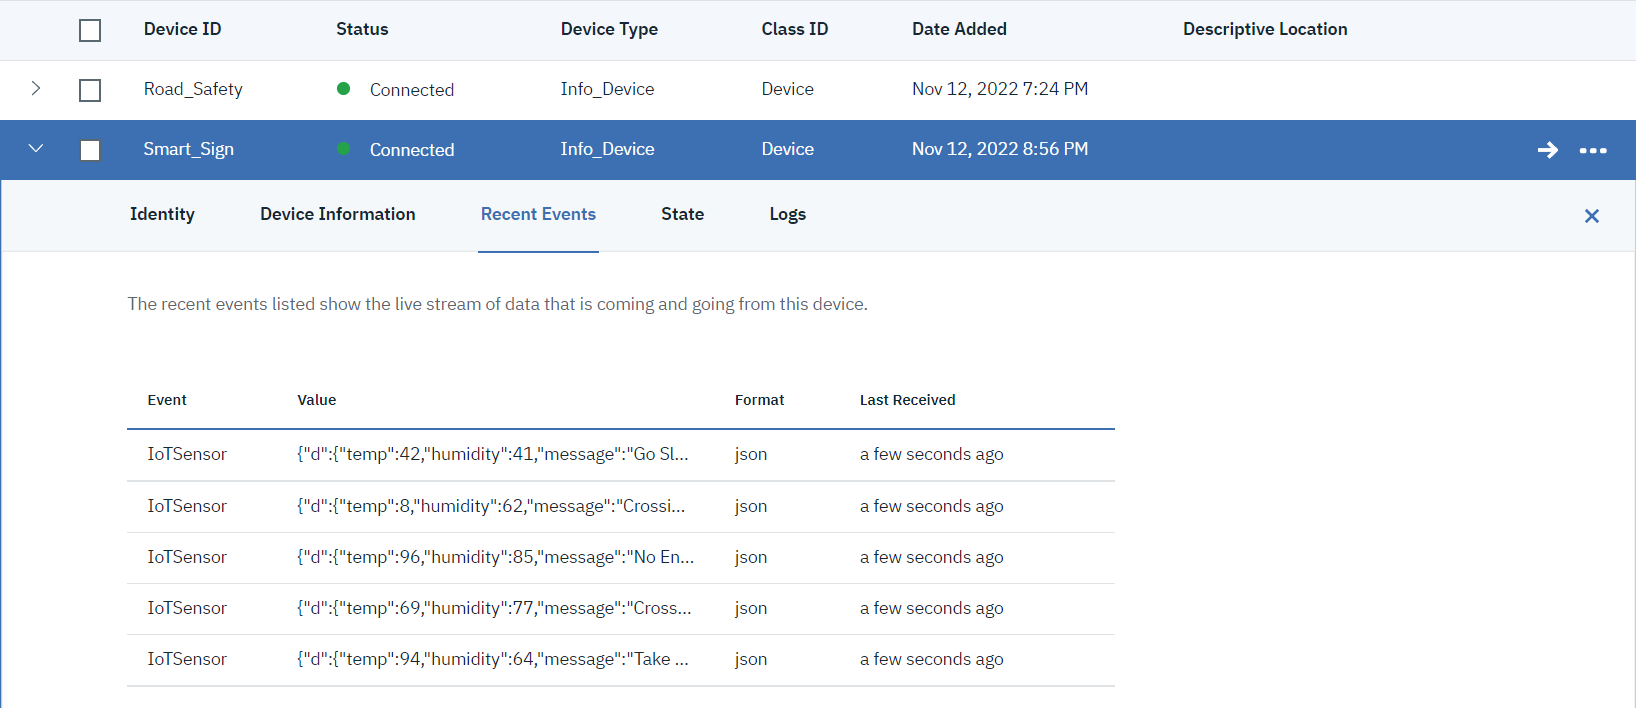 Device ID Status Device Type Class ID Date Added Descriptive Location
Road_Safety Connected Info_Device Device Nov 12, 2022 7:24 PM
Smart_Sign Connected Info_Device Device Nov 12, 2022 8:56 PM
Identity Device Information Recent Events State Logs
The recent events listed show the live stream of data that is coming and going from this device.
Event Value Format Last Received
IoTSensor {"d":{"temp":42,"humidity":41,"message":"Go Sl... json a few seconds ago
IoTSensor {"d":{"temp":8,"humidity":62,"message":"Crossi... json a few seconds ago
IoTSensor {"d":{"temp":96,"humidity":85,"message":"No En... json a few seconds ago
IoTSensor {"d":{"temp":69,"humidity":77,"message":"Cross... json a few seconds ago
IoTSensor {"d":{"temp":94,"humidity":64,"message":"Take ... json a few seconds ago